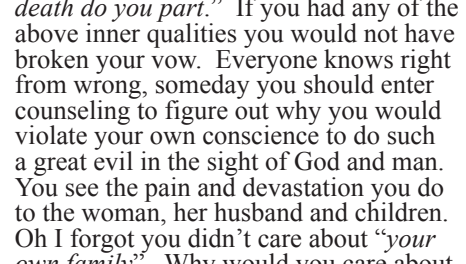 death do you part.”  If you had any of the
above inner qualities you would not have
broken your vow.  Everyone knows right
from wrong, someday you should enter
counseling to figure out why you would
violate your own conscience to do such
a great evil in the sight of God and man.
You see the pain and devastation you do
to the woman, her husband and children.
Oh I forgot you didn’t care about “your
own family”.  Why would you care about